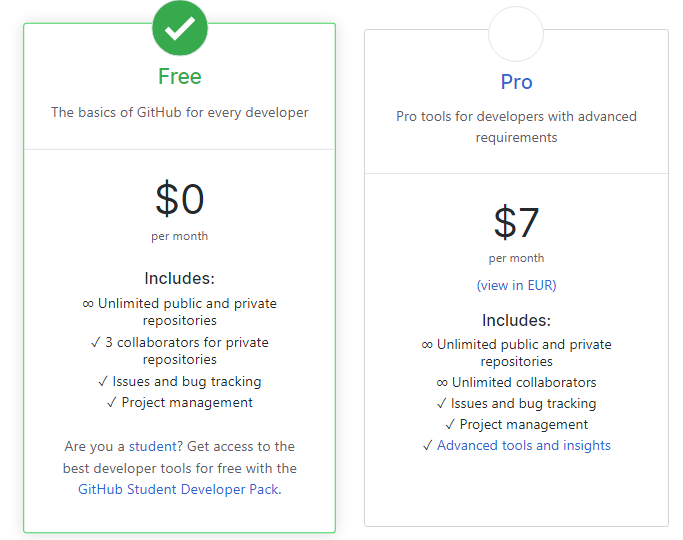 Free
The basics of GitHub for every developer
$0
per month
Includes:
∞ Unlimited public and private
repositories
✓ 3 collaborators for private
repositories
✓ Issues and bug tracking
✓ Project management
Are you a student? Get access to the
best developer tools for free with the
GitHub Student Developer Pack.
Pro
Pro tools for developers with advanced
requirements
$7
per month
(view in EUR)
Includes:
∞ Unlimited public and private
repositories
∞ Unlimited collaborators
✓ Issues and bug tracking
✓ Project management
✓ Advanced tools and insights